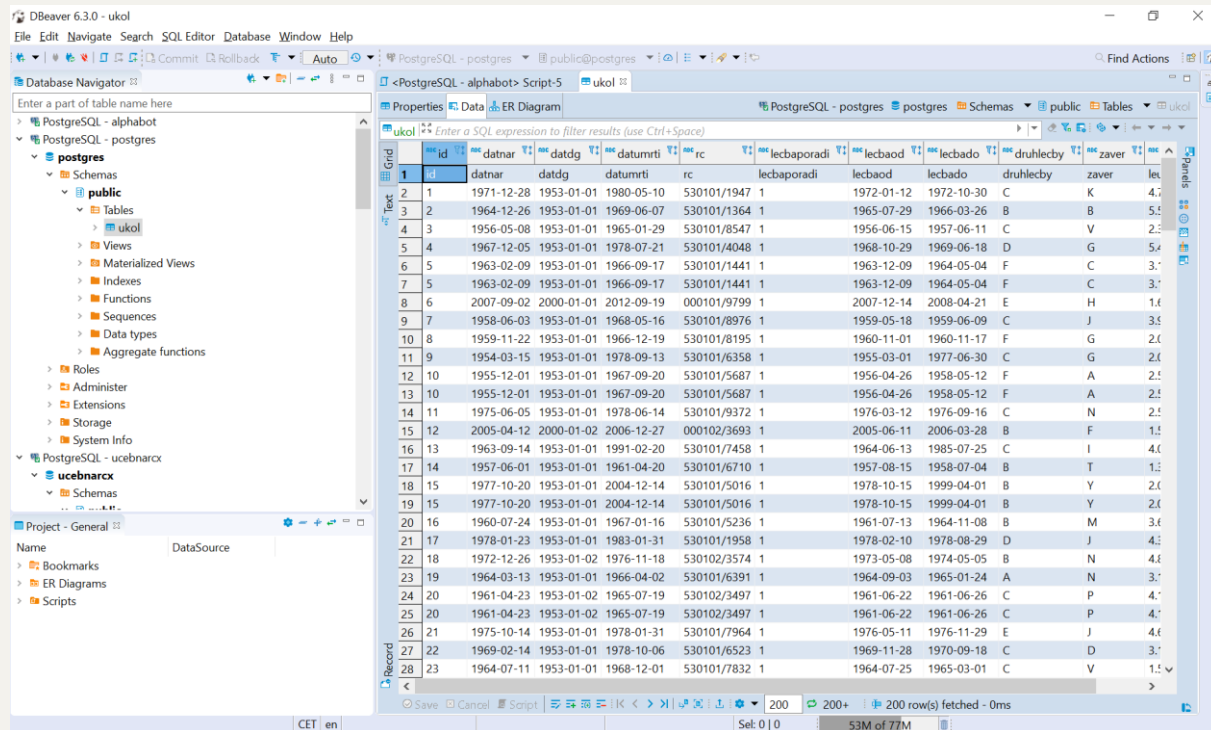 DBeaver 6.3.0 - ukol
File Edit Navigate Search SQL Editor Database Window Help
Commit Rollback Auto PostgreSQL - postgres public@postgres Find Actions
Database Navigator
Enter a part of table name here
PostgreSQL - alphabot
PostgreSQL - postgres
postgres
Schemas
public
Tables
ukol
Views
Materialized Views
Indexes
Functions
Sequences
Data types
Aggregate functions
Roles
Administer
Extensions
Storage
System Info
PostgreSQL - ucebnarcx
ucebnarcx
Schemas
Project - General
Name DataSource
Bookmarks
ER Diagrams
Scripts
<PostgreSQL - alphabot> Script-5 ukol
Properties Data ER Diagram PostgreSQL - postgres postgres Schemas public Tables ukol
ukol Enter a SQL expression to filter results (use Ctrl+Space)
Grid
Text
Record
Panels
id datnar datdg datumrti rc lecbaporadi lecbaod lecbado druhlecby zaver
1 id datnar datdg datumrti rc lecbaporadi lecbaod lecbado druhlecby zaver
2 1 1971-12-28 1953-01-01 1980-05-10 530101/1947 1 1972-01-12 1972-10-30 C K
3 2 1964-12-26 1953-01-01 1969-06-07 530101/1364 1 1965-07-29 1966-03-26 B B
4 3 1956-05-08 1953-01-01 1965-01-29 530101/8547 1 1956-06-15 1957-06-11 C V
5 4 1967-12-05 1953-01-01 1978-07-21 530101/4048 1 1968-10-29 1969-06-18 D G
6 5 1963-02-09 1953-01-01 1966-09-17 530101/1441 1 1963-12-09 1964-05-04 F C
7 5 1963-02-09 1953-01-01 1966-09-17 530101/1441 1 1963-12-09 1964-05-04 F C
8 6 2007-09-02 2000-01-01 2012-09-19 000101/9799 1 2007-12-14 2008-04-21 E H
9 7 1958-06-03 1953-01-01 1968-05-16 530101/8976 1 1959-05-18 1959-06-09 C J
10 8 1959-11-22 1953-01-01 1966-12-19 530101/8195 1 1960-11-01 1960-11-17 F G
11 9 1954-03-15 1953-01-01 1978-09-13 530101/6358 1 1955-03-01 1977-06-30 C G
12 10 1955-12-01 1953-01-01 1967-09-20 530101/5687 1 1956-04-26 1958-05-12 F A
13 10 1955-12-01 1953-01-01 1967-09-20 530101/5687 1 1956-04-26 1958-05-12 F A
14 11 1975-06-05 1953-01-01 1978-06-14 530101/9372 1 1976-03-12 1976-09-16 C N
15 12 2005-04-12 2000-01-02 2006-12-27 000102/3693 1 2005-06-11 2006-03-28 B F
16 13 1963-09-14 1953-01-01 1991-02-20 530101/7458 1 1964-06-13 1985-07-25 C I
17 14 1957-06-01 1953-01-01 1961-04-20 530101/6710 1 1957-08-15 1958-07-04 B T
18 15 1977-10-20 1953-01-01 2004-12-14 530101/5016 1 1978-10-15 1999-04-01 B Y
19 15 1977-10-20 1953-01-01 2004-12-14 530101/5016 1 1978-10-15 1999-04-01 B Y
20 16 1960-07-24 1953-01-01 1967-01-16 530101/5236 1 1961-07-13 1964-11-08 B M
21 17 1978-01-23 1953-01-01 1983-01-31 530101/1958 1 1978-02-10 1978-08-29 D J
22 18 1972-12-26 1953-01-02 1976-11-18 530102/3574 1 1973-05-08 1974-05-05 B N
23 19 1964-03-13 1953-01-01 1966-04-02 530101/6391 1 1964-09-03 1965-01-24 A N
24 20 1961-04-23 1953-01-02 1965-07-19 530102/3497 1 1961-06-22 1961-06-26 C P
25 20 1961-04-23 1953-01-02 1965-07-19 530102/3497 1 1961-06-22 1961-06-26 C P
26 21 1975-10-14 1953-01-01 1978-01-31 530101/7964 1 1976-05-11 1976-11-29 E J
27 22 1969-02-14 1953-01-01 1978-10-06 530101/6523 1 1969-11-28 1970-09-18 C D
28 23 1964-07-11 1953-01-01 1968-12-01 530101/7832 1 1964-07-25 1965-03-01 C V
Save Cancel Script 200 200+ 200 row(s) fetched - 0ms
CET en Sel: 0 | 0 53M of 77M